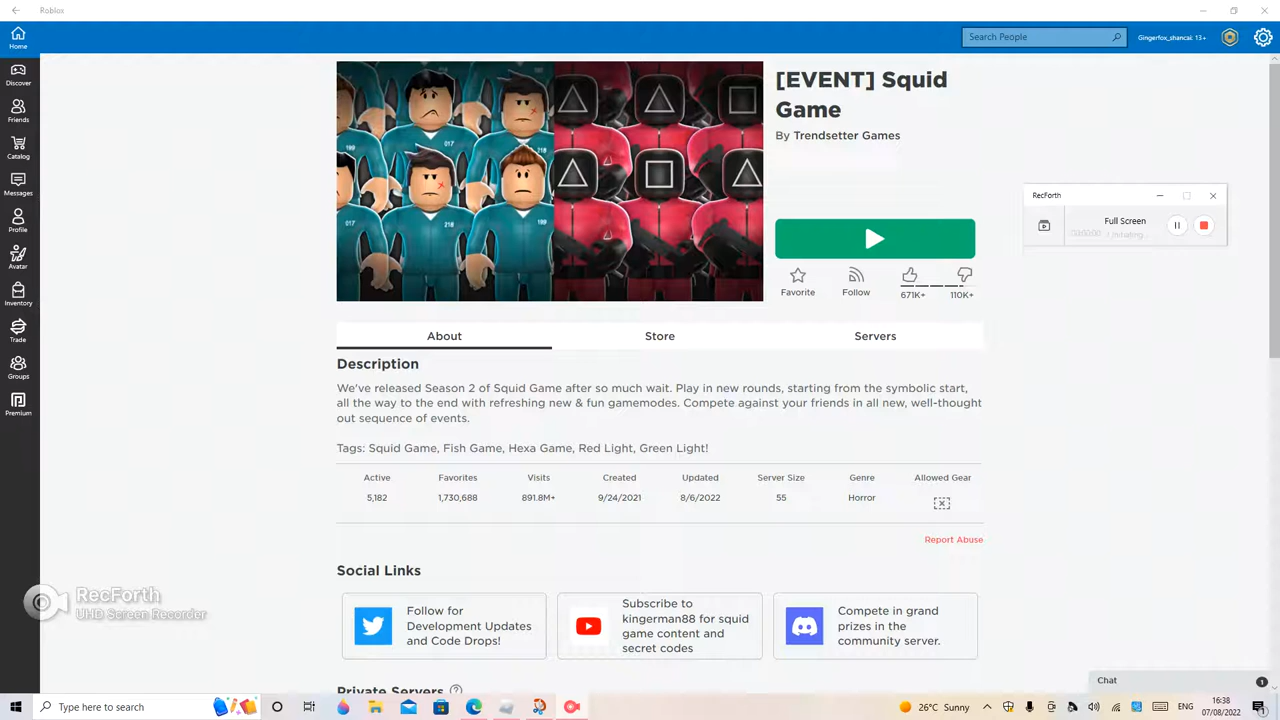 Roblox
Home
Search People
Gingerfox_shancai: 13+
Discover
Friends
Catalog
Messages
Profile
Avatar
Inventory
Trade
Groups
Premium
199
017
218
017
218
[EVENT] Squid
Game
By Trendsetter Games
RecForth
Full Screen
Favorite
Follow
671K+
110K+
About
Store
Servers
Description
We've released Season 2 of Squid Game after so much wait. Play in new rounds, starting from the symbolic start,
all the way to the end with refreshing new & fun gamemodes. Compete against your friends in all new, well-thought
out sequence of events.
Tags: Squid Game, Fish Game, Hexa Game, Red Light, Green Light!
Active Favorites Visits Created Updated Server Size Genre Allowed Gear
5,182 1,730,688 891.8M+ 9/24/2021 8/6/2022 55 Horror
Report Abuse
Social Links
Follow for
Development Updates
and Code Drops!
Subscribe to
kingerman88 for squid
game content and
secret codes
Compete in grand
prizes in the
community server.
RecForth
UHD Screen Recorder
Private Servers ?
Chat
1
Type here to search
26°C Sunny
ENG
16:38
07/08/2022
1